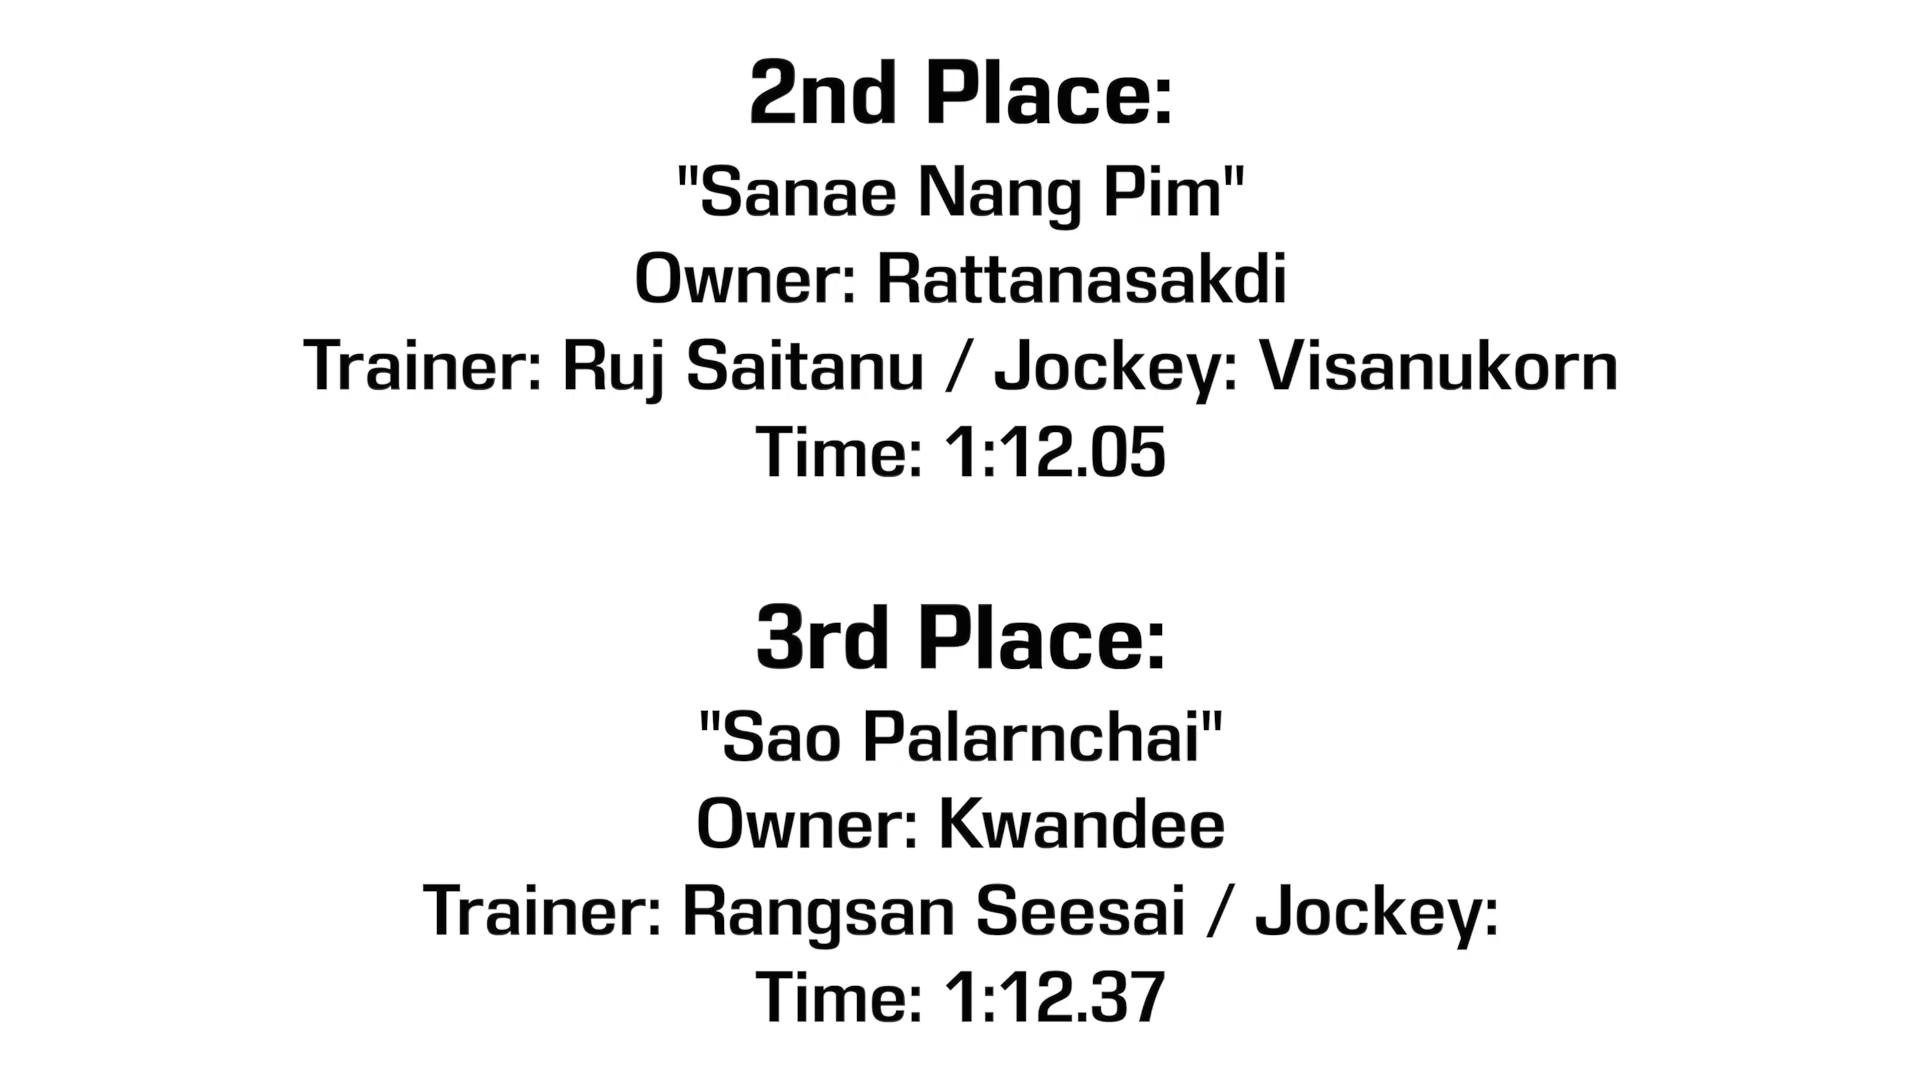 2nd Place:
"Sanae Nang Pim"
Owner: Rattanasakdi
Trainer: Ruj Saitanu / Jockey: Visanukorn
Time: 1:12.05
3rd Place:
"Sao Palarnchai"
Owner: Kwandee
Trainer: Rangsan Seesai / Jockey:
Time: 1:12.37